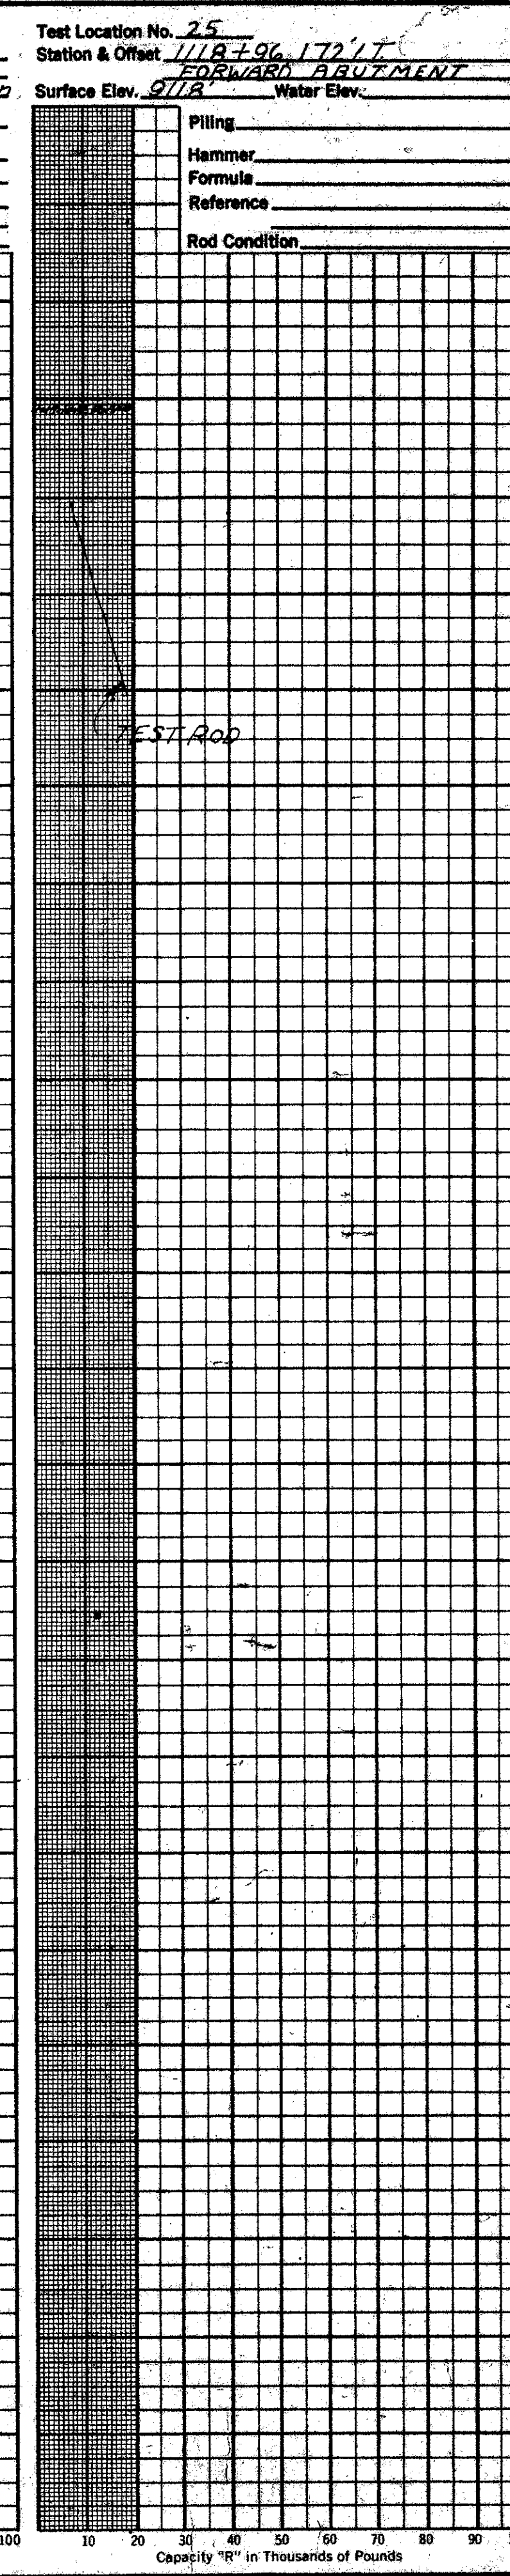 Test Location No. 25
Station & Offset 1118+96 172' LT.
FORWARD ABUTMENT
Surface Elev. 911.8' Water Elev.
Piling
Hammer
Formula
Reference
Rod Condition
TEST ROD
100 10 20 30 40 50 60 70 80 90
Capacity "R" in Thousands of Pounds